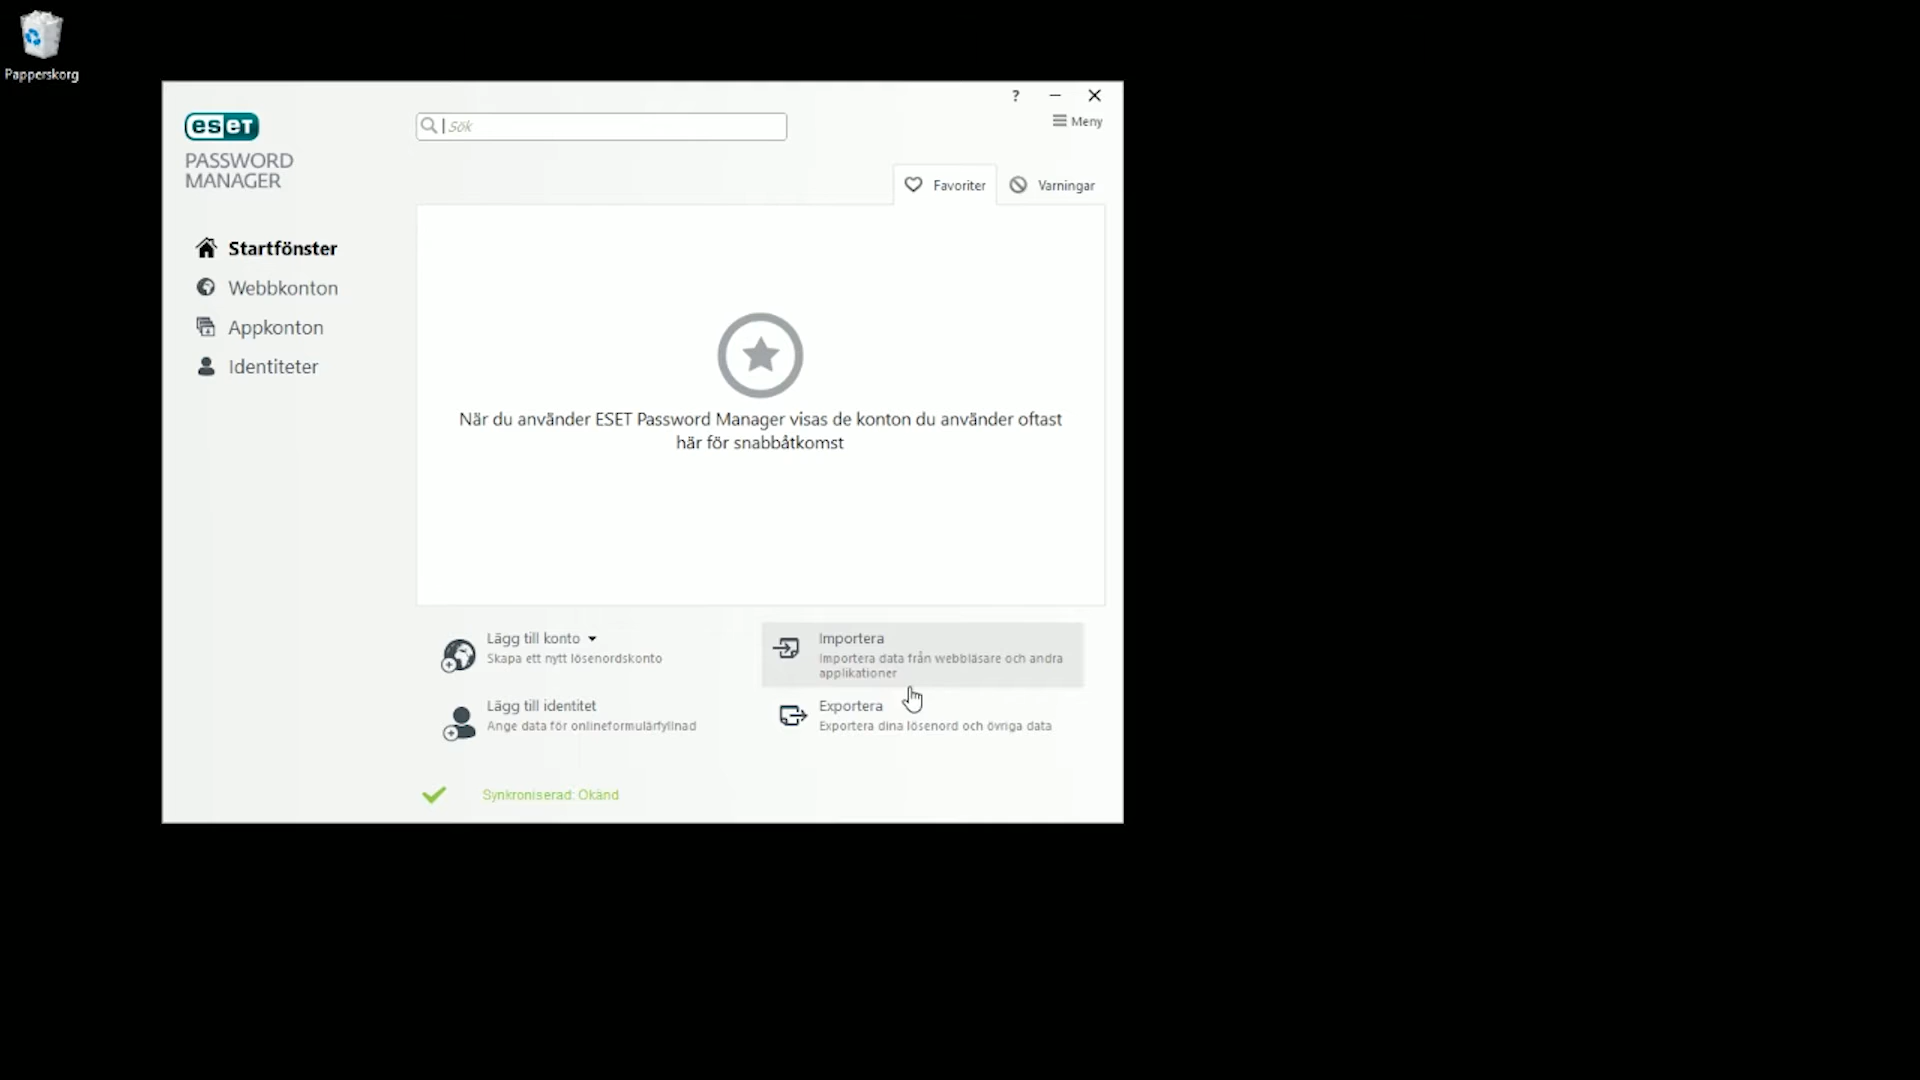 Papperskorg
?
eset
PASSWORD
MANAGER
Sök
Meny
Favoriter
Varningar
Startfönster
Webbkonton
Appkonton
Identiteter
När du använder ESET Password Manager visas de konton du använder oftast
här för snabbåtkomst
Lägg till konto
Skapa ett nytt lösenordskonto
Importera
Importera data från webbläsare och andra
applikationer
Lägg till identitet
Ange data för onlineformulärfyllnad
Exportera
Exportera dina lösenord och övriga data
Synkroniserad: Okänd